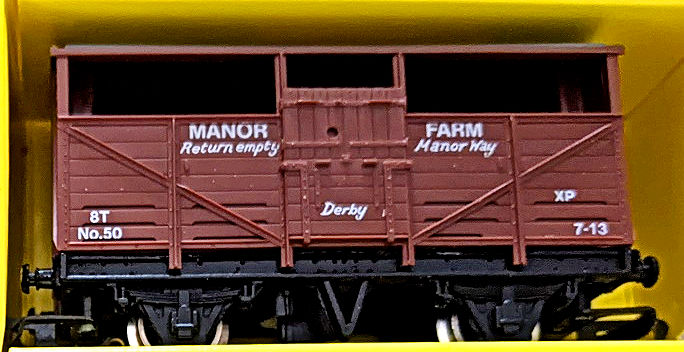 MANOR FARM
Return empty Manor Way
Derby
8T
No.50
XP
7-13